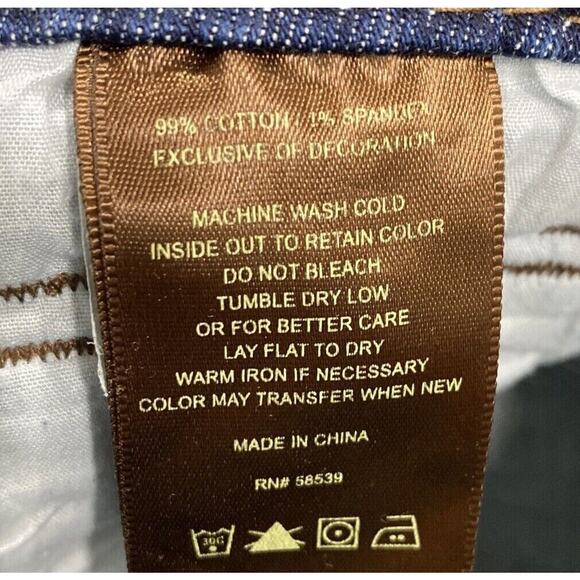 99% COTTON / 1% SPANDEX
EXCLUSIVE OF DECORATION
MACHINE WASH COLD
INSIDE OUT TO RETAIN COLOR
DO NOT BLEACH
TUMBLE DRY LOW
OR FOR BETTER CARE
LAY FLAT TO DRY
WARM IRON IF NECESSARY
COLOR MAY TRANSFER WHEN NEW
MADE IN CHINA
RN# 58539
30C